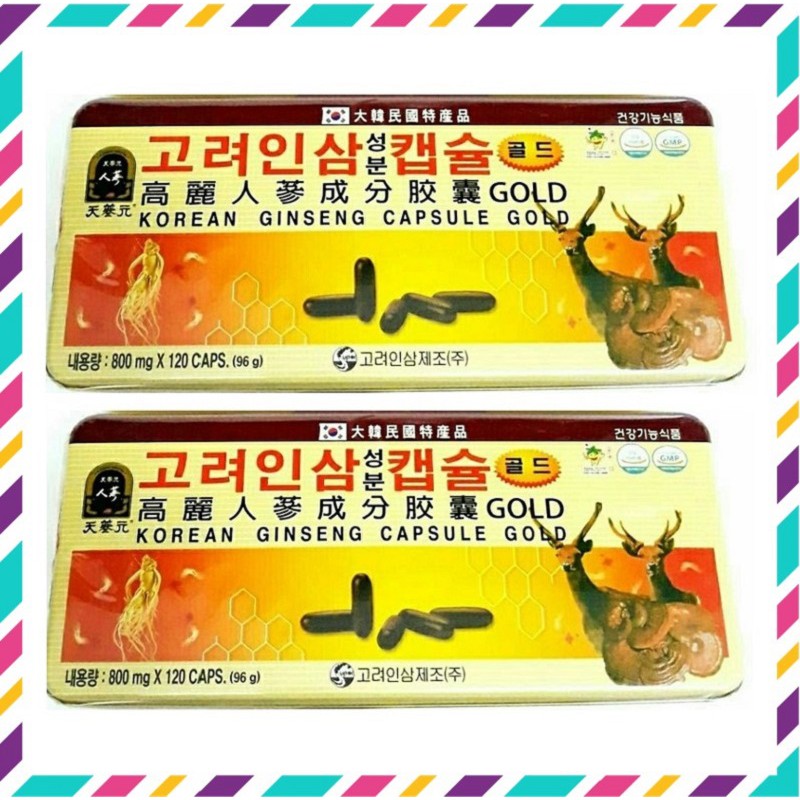 大韓民國特産品
건강기능식품
고려인삼성분캡슐 골드
人蔘
天蔘元
GMP
高麗人蔘成分胶囊GOLD
KOREAN GINSENG CAPSULE GOLD
내용량 : 800 mg X 120 CAPS. (96 g)
고려인삼제조(주)
大韓民國特産品
건강기능식품
고려인삼성분캡슐 골드
人蔘
天蔘元
GMP
高麗人蔘成分胶囊GOLD
KOREAN GINSENG CAPSULE GOLD
내용량 : 800 mg X 120 CAPS. (96 g)
고려인삼제조(주)